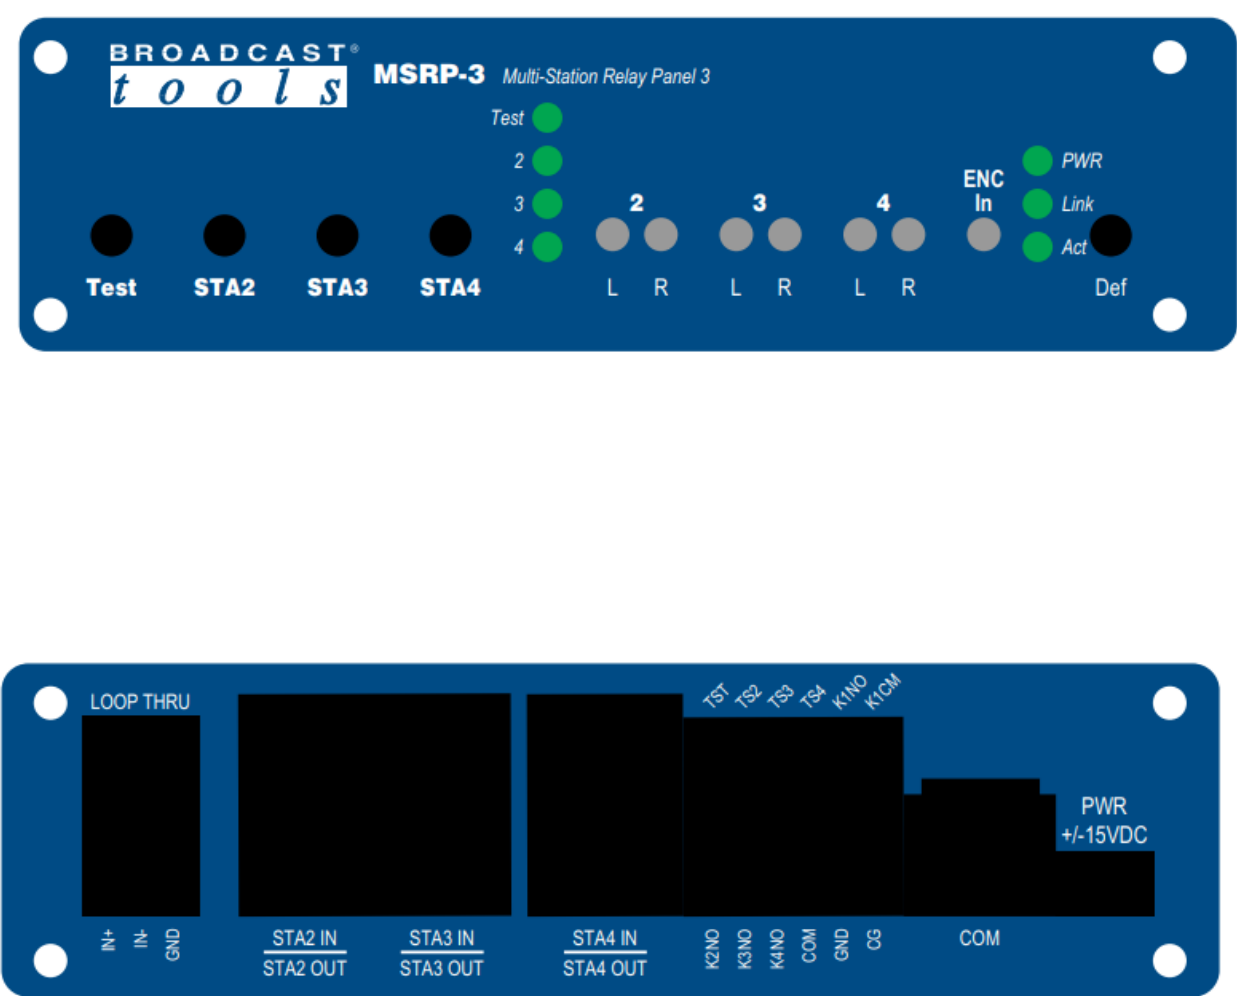 BROADCAST®
tools
MSRP-3 Multi-Station Relay Panel 3
Test
2
3
4
Test STA2 STA3 STA4
2 3 4
L R L R L R
ENC
In
PWR
Link
Act
Def
LOOP THRU
IN+ IN- GND
STA2 IN
STA2 OUT
STA3 IN
STA3 OUT
STA4 IN
STA4 OUT
TST TS2 TS3 TS4 K1NO K1CM
K2NO K3NO K4NO COM GND CG
COM
PWR
+/-15VDC